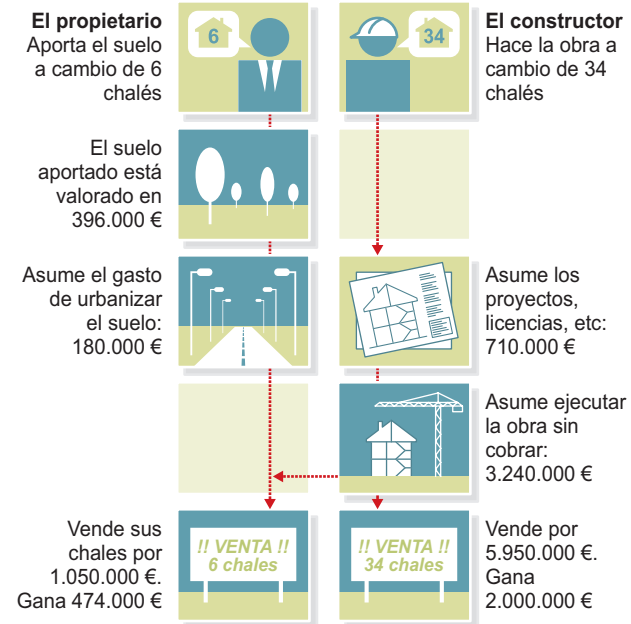 El propietario
Aporta el suelo
a cambio de 6
chalés
6
34
El constructor
Hace la obra a
cambio de 34
chalés
El suelo
aportado está
valorado en
396.000 €
Asume el gasto
de urbanizar
el suelo:
180.000 €
Asume los
proyectos,
licencias, etc:
710.000 €
Asume ejecutar
la obra sin
cobrar:
3.240.000 €
Vende sus
chales por
1.050.000 €.
Gana 474.000 €
!! VENTA !!
6 chales
!! VENTA !!
34 chales
Vende por
5.950.000 €.
Gana
2.000.000 €